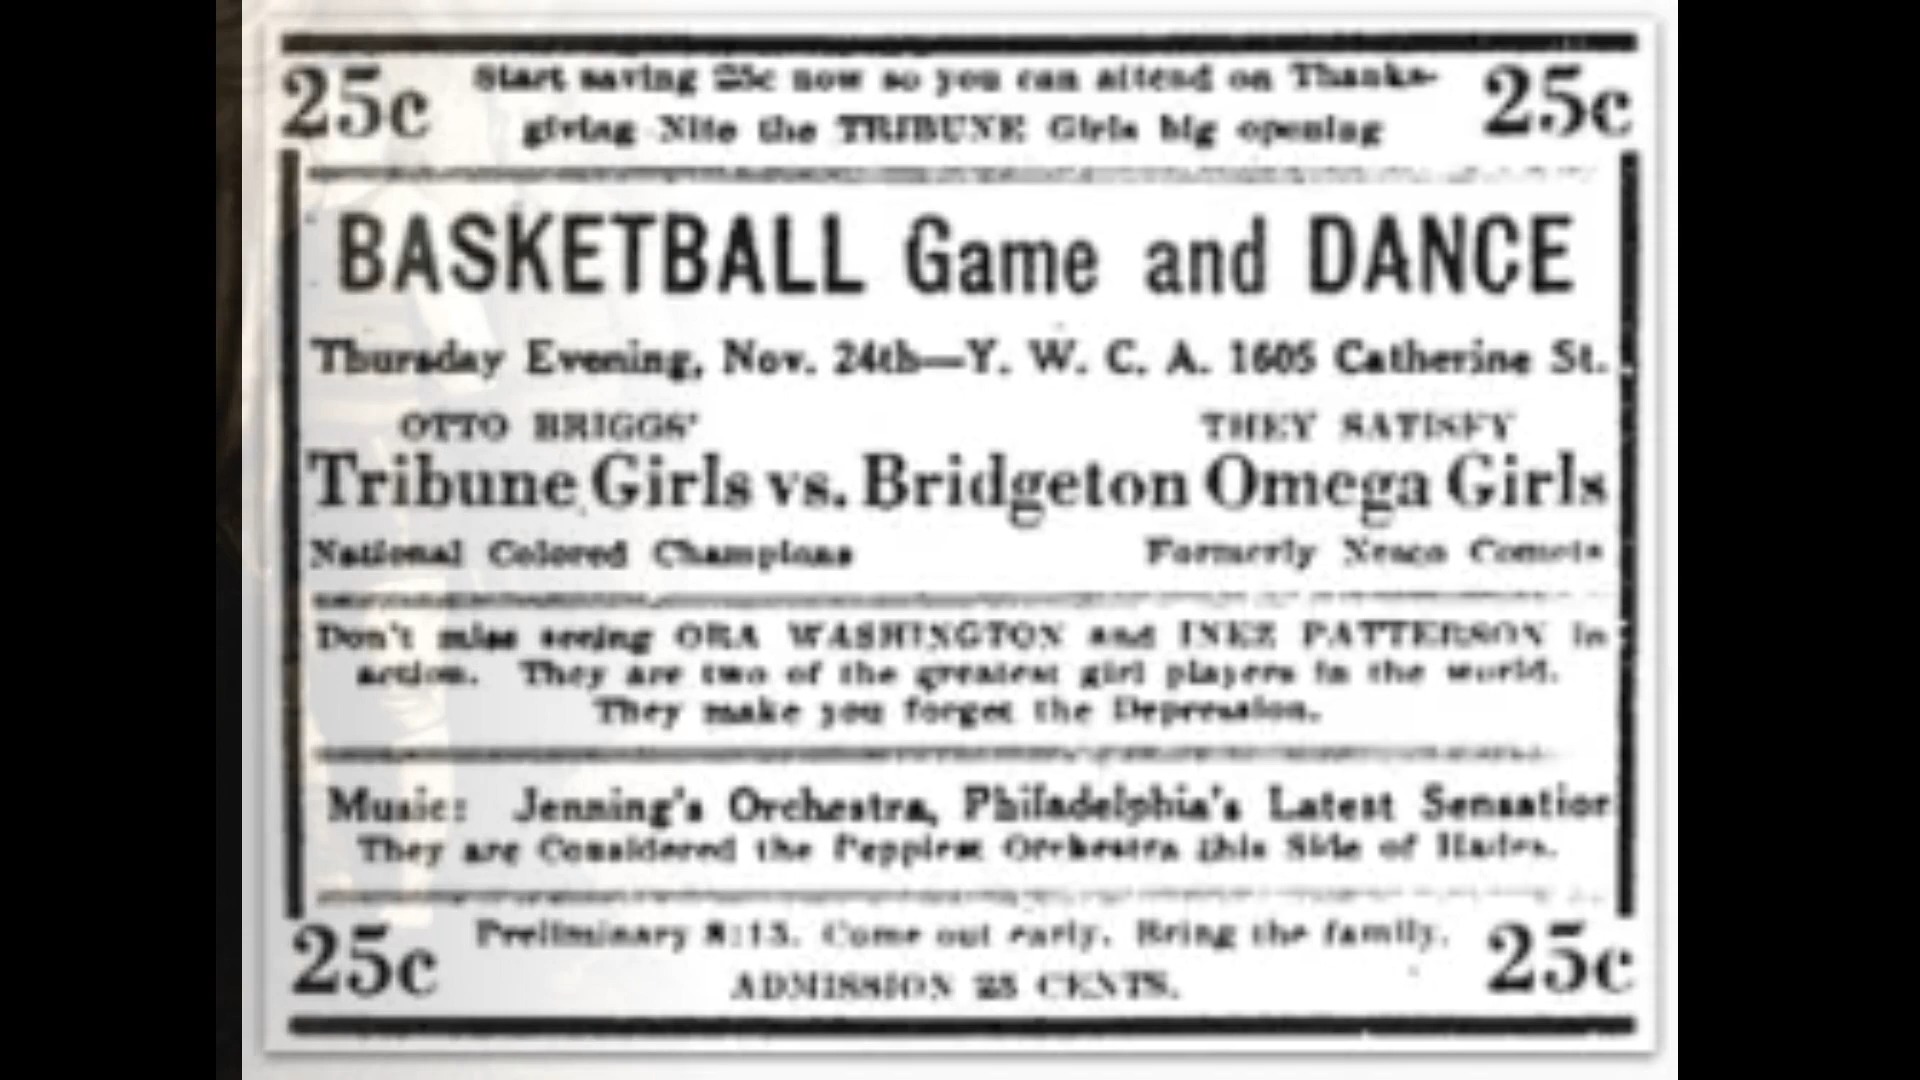 25c Start saving 25c now so you can attend on Thanks- 25c
giving Nite the TRIBUNE Girls big opening
BASKETBALL Game and DANCE
Thursday Evening, Nov. 24th—Y. W. C. A. 1605 Catherine St.
OTTO BRIGGS' THEY SATISFY
Tribune Girls vs. Bridgeton Omega Girls
National Colored Champions Formerly Nesco Comets
Don't miss seeing ORA WASHINGTON and INEZ PATTERSON in
action. They are two of the greatest girl players in the world.
They make you forget the Depression.
Music: Jenning's Orchestra, Philadelphia's Latest Sensation
They are Considered the Peppiest Orchestra this Side of Hades.
25c Preliminary 8:15. Come out early. Bring the family. 25c
ADMISSION 25 CENTS.